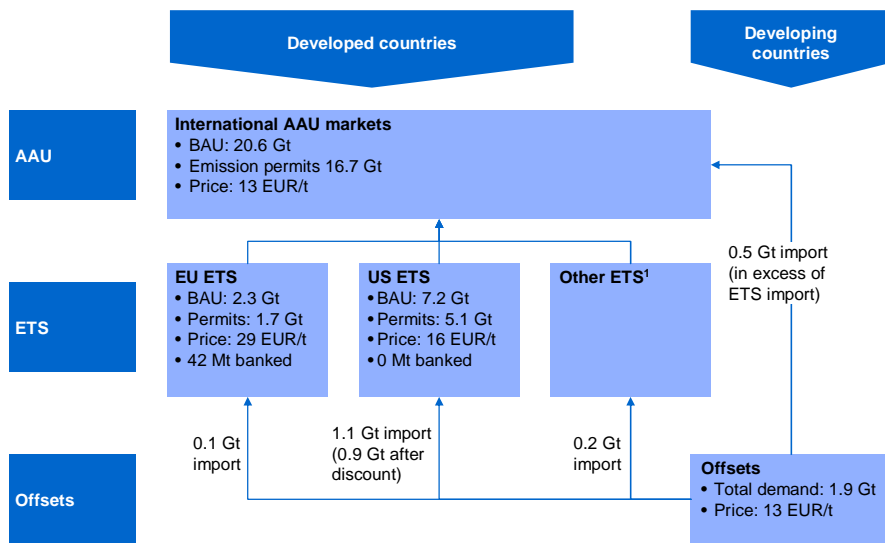 Developed countries
Developing
countries
AAU
International AAU markets
• BAU: 20.6 Gt
• Emission permits 16.7 Gt
• Price: 13 EUR/t
0.5 Gt import
(in excess of
ETS import)
ETS
EU ETS
• BAU: 2.3 Gt
• Permits: 1.7 Gt
• Price: 29 EUR/t
• 42 Mt banked
US ETS
• BAU: 7.2 Gt
• Permits: 5.1 Gt
• Price: 16 EUR/t
• 0 Mt banked
Other ETS¹
0.1 Gt
import
1.1 Gt import
(0.9 Gt after
discount)
0.2 Gt
import
Offsets
Offsets
• Total demand: 1.9 Gt
• Price: 13 EUR/t